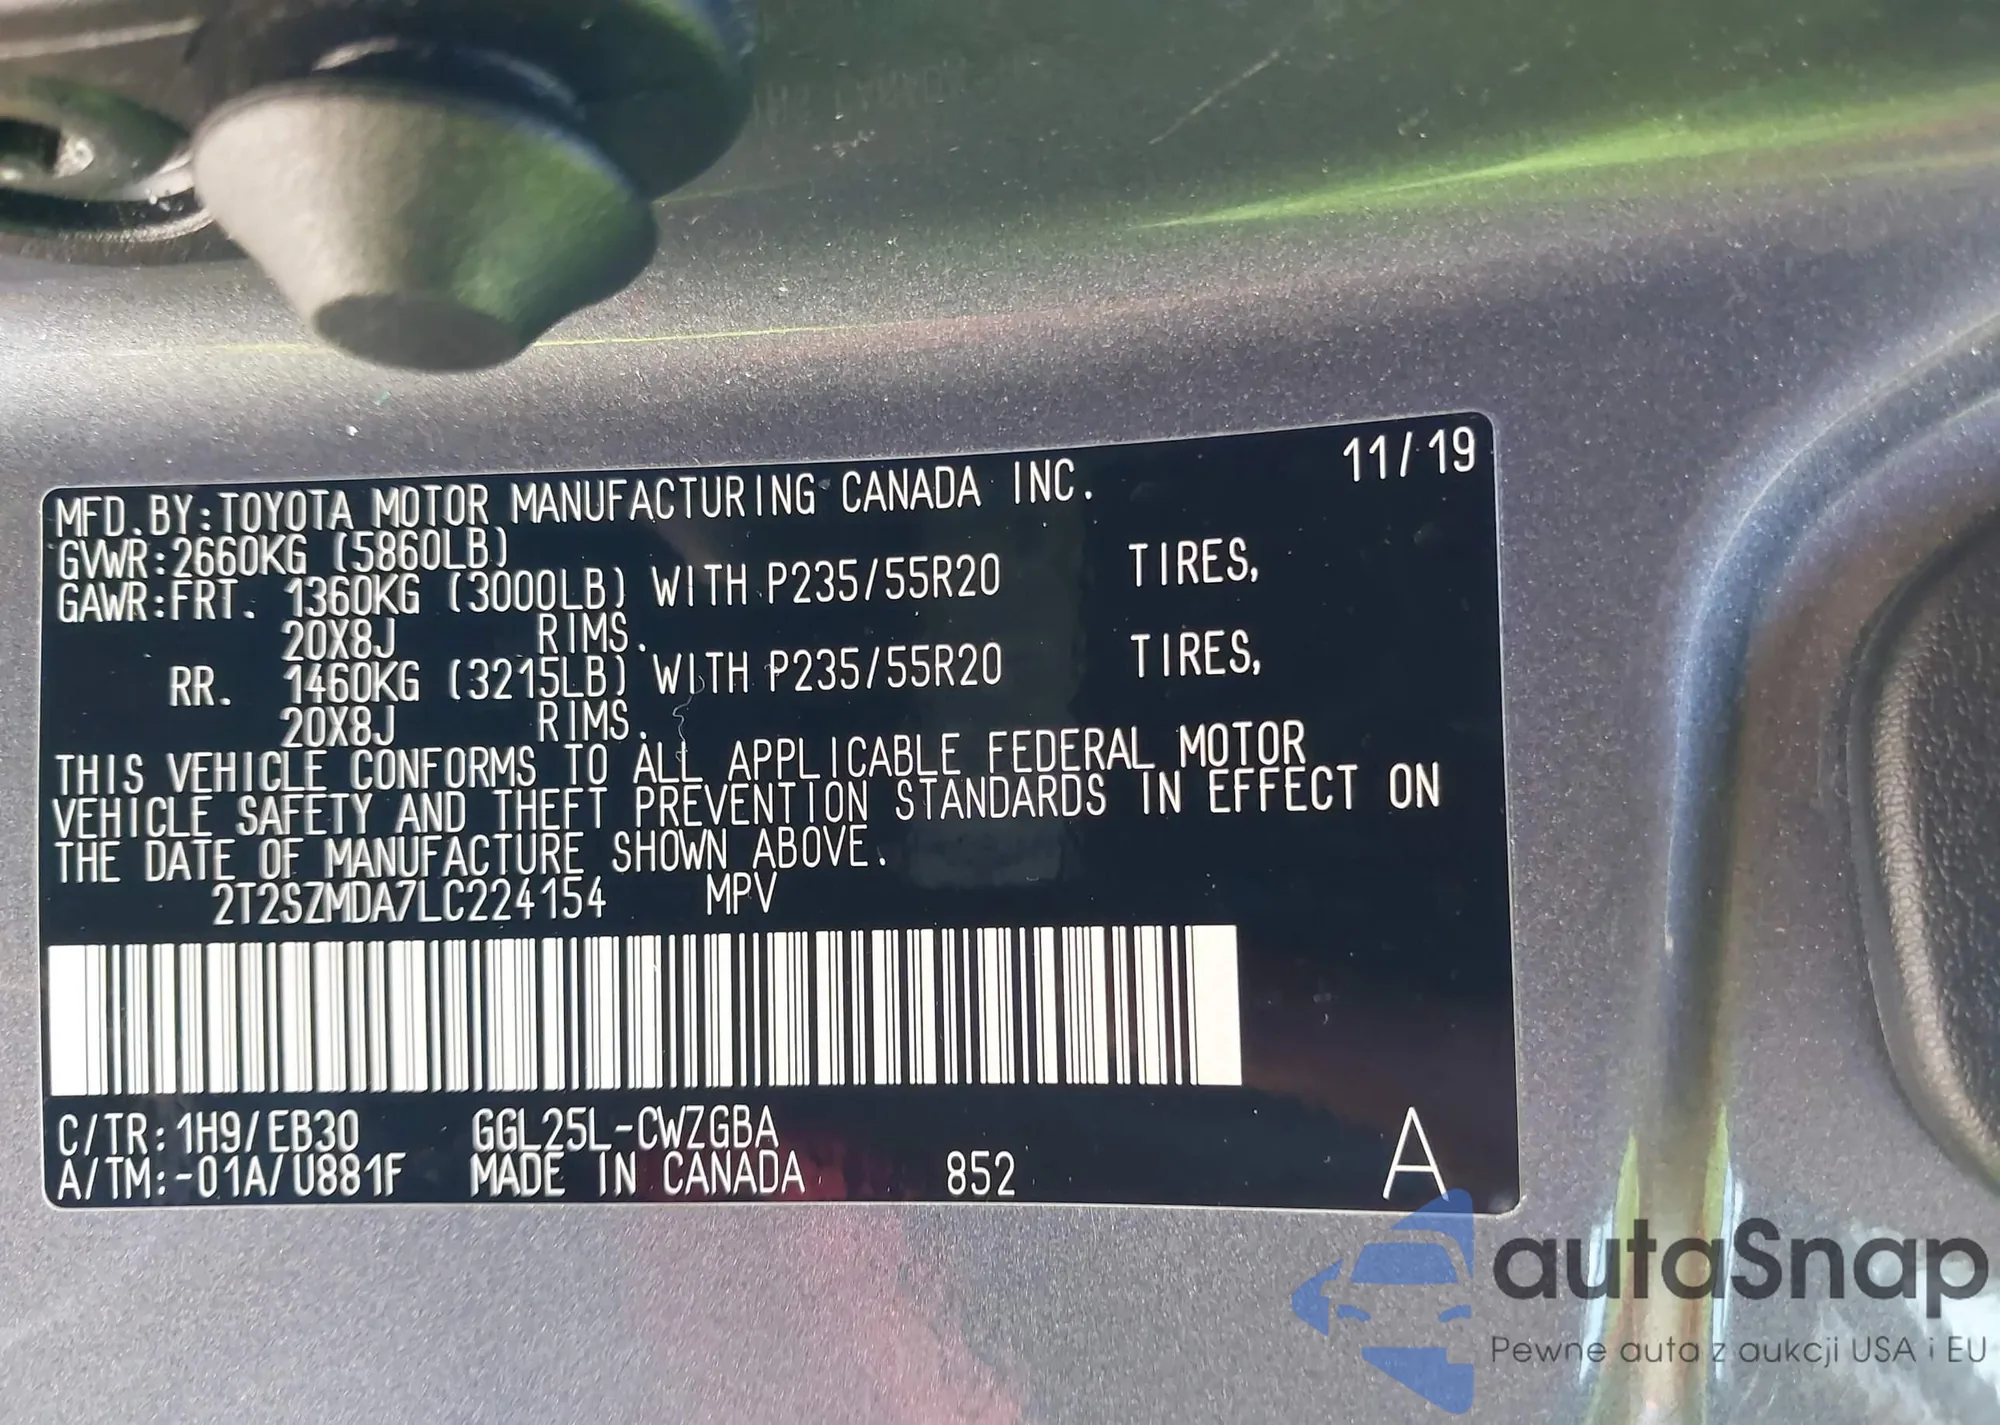 MFD.BY:TOYOTA MOTOR MANUFACTURING CANADA INC. 11/19
GVWR:2660KG (5860LB)
GAWR:FRT. 1360KG (3000LB) WITH P235/55R20 TIRES,
20X8J RIMS.
RR. 1460KG (3215LB) WITH P235/55R20 TIRES,
20X8J RIMS.
THIS VEHICLE CONFORMS TO ALL APPLICABLE FEDERAL MOTOR
VEHICLE SAFETY AND THEFT PREVENTION STANDARDS IN EFFECT ON
THE DATE OF MANUFACTURE SHOWN ABOVE.
2T2SZMDA7LC224154 MPV
C/TR:1H9/EB30 GGL25L-CWZGBA
A/TM:-01A/U881F MADE IN CANADA 852 A
autaSnap
Pewne auta z aukcji USA i EU